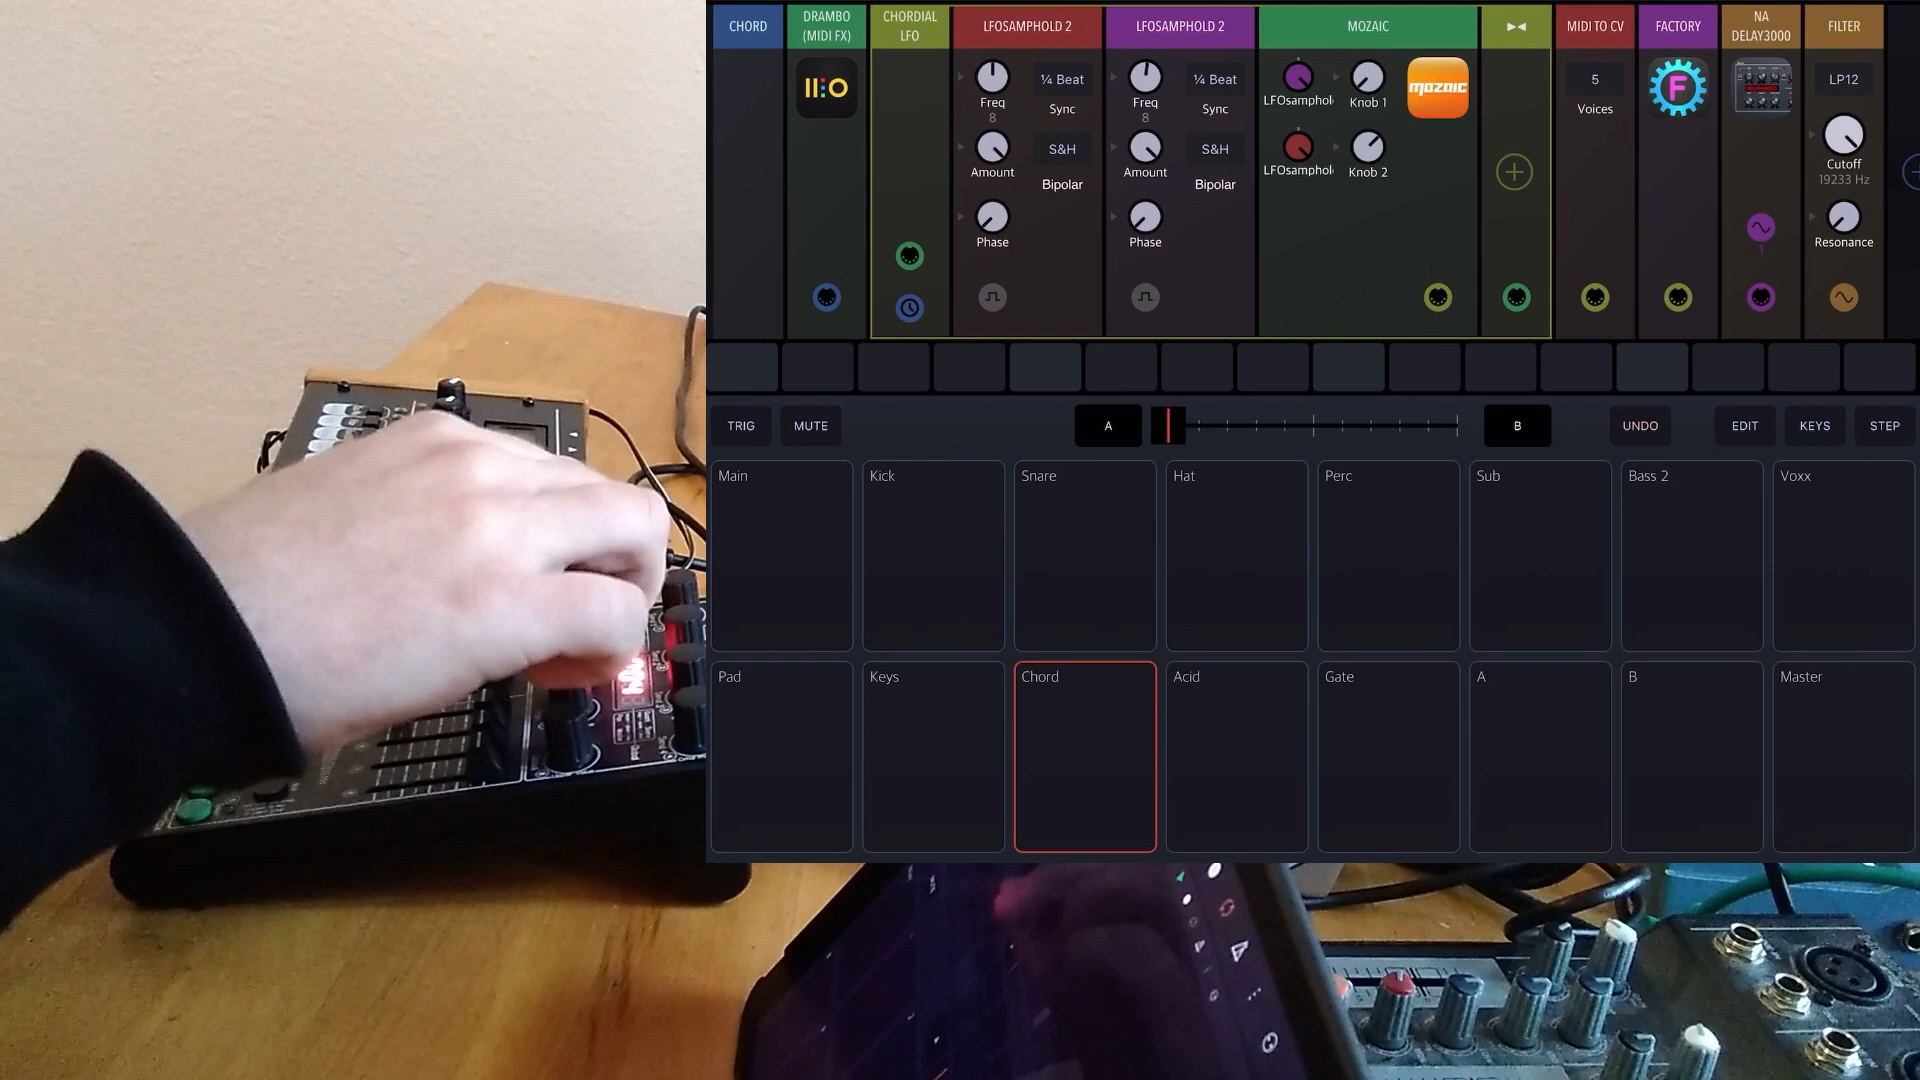 CHORD
DRAMBO
(MIDI FX)
CHORDIAL
LFO
LFOSAMPHOLD 2
LFOSAMPHOLD 2
MOZAIC
MIDI TO CV
FACTORY
NA
DELAY3000
FILTER
Freq
8
¼ Beat
Sync
Amount
S&H
Bipolar
Phase
Freq
8
¼ Beat
Sync
Amount
S&H
Bipolar
Phase
LFOsamphol
Knob 1
MOZAIC
LFOsamphol
Knob 2
5
Voices
F
1
LP12
Cutoff
19233 Hz
Resonance
TRIG
MUTE
A
B
UNDO
EDIT
KEYS
STEP
Main
Kick
Snare
Hat
Perc
Sub
Bass 2
Voxx
Pad
Keys
Chord
Acid
Gate
A
B
Master